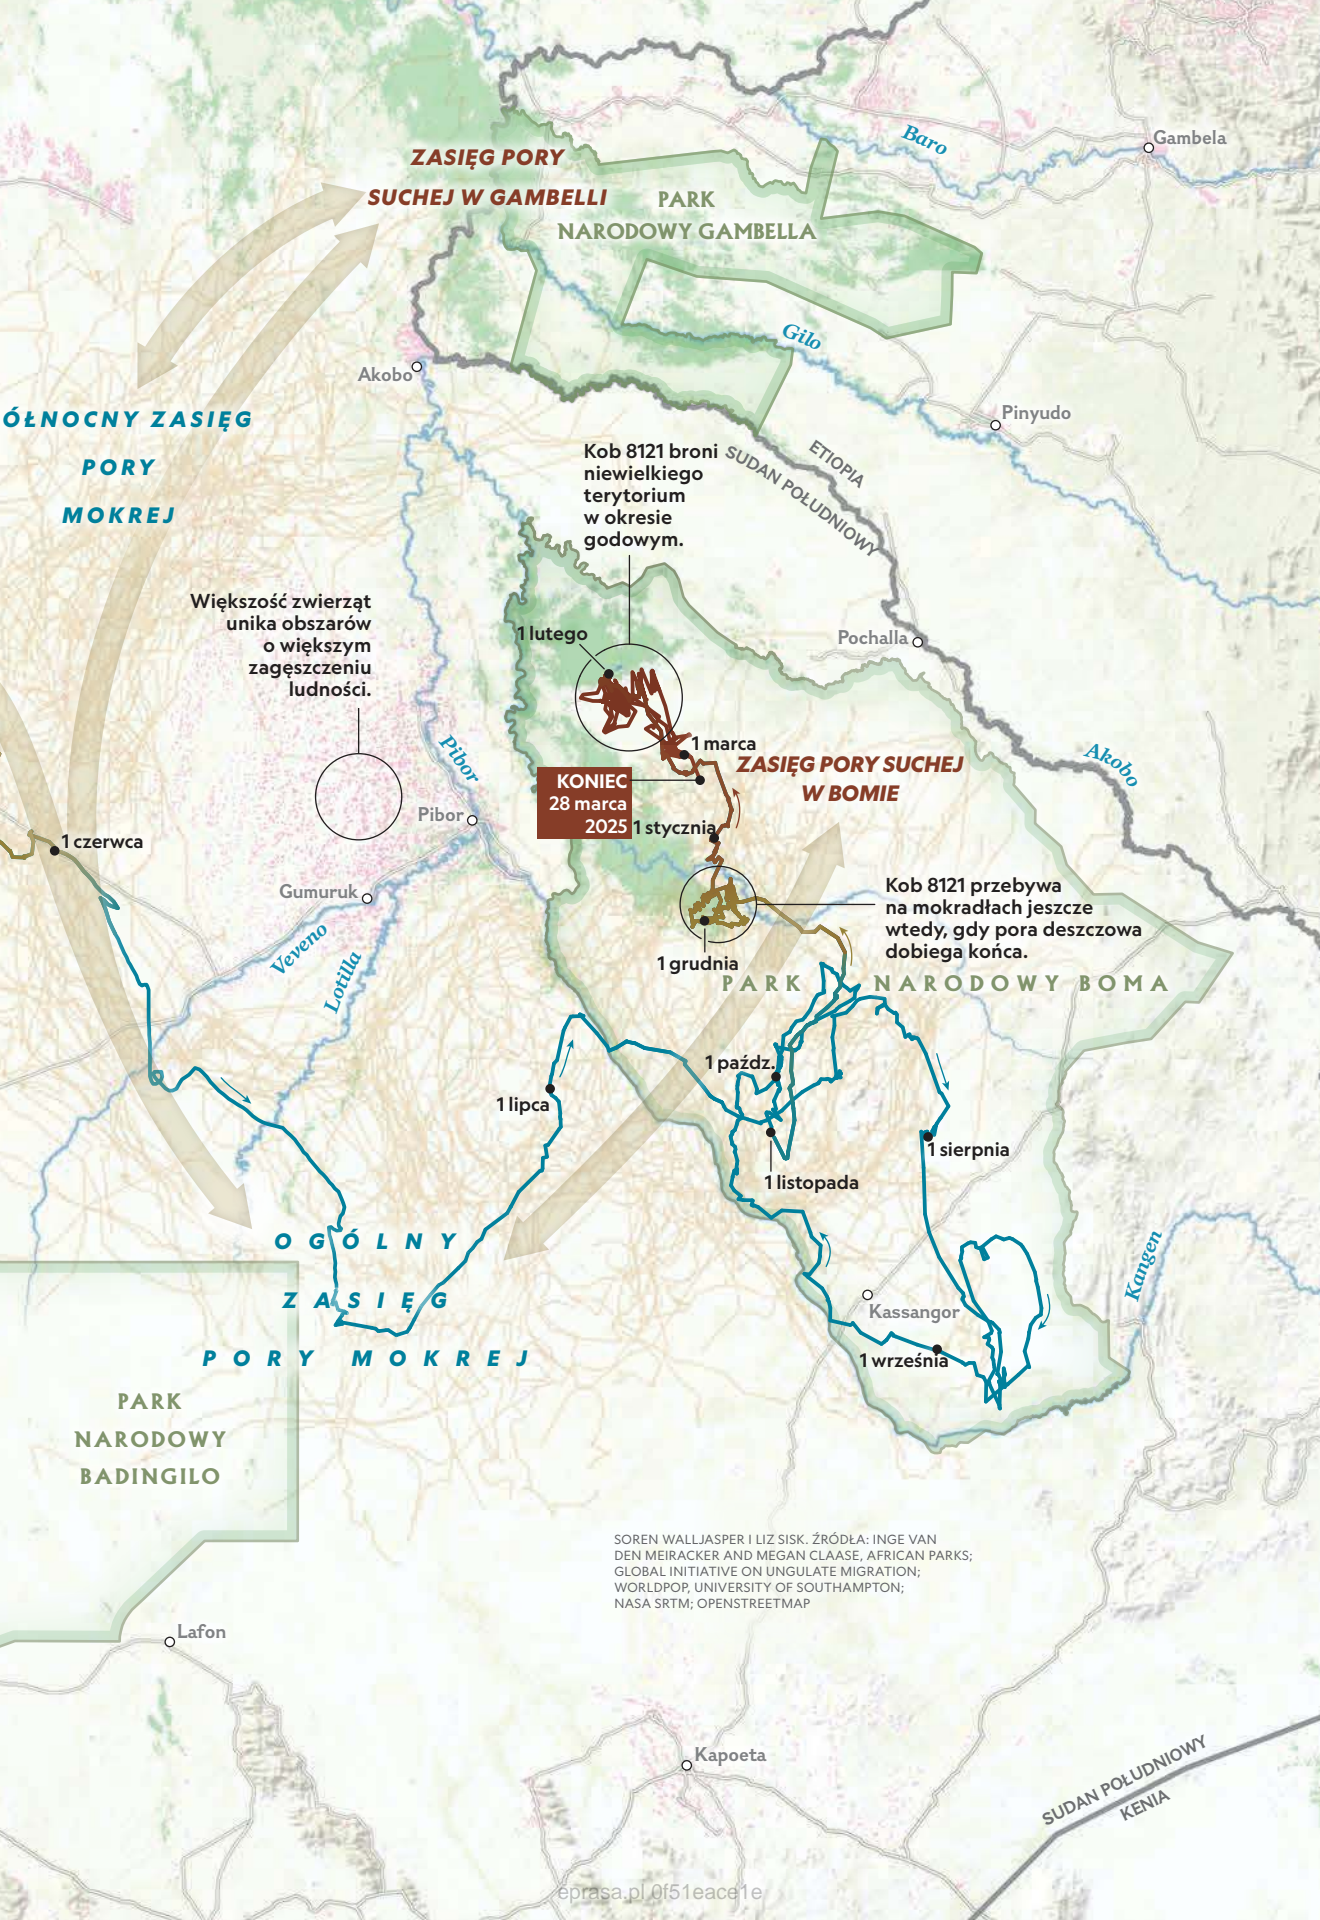 Baro
Gambela
ZASIĘG PORY
SUCHEJ W GAMBELLI
PARK
NARODOWY GAMBELLA
Gilo
Akobo
ÓŁNOCNY ZASIĘG
PORY
MOKREJ
Pinyudo
ETIOPIA
SUDAN POŁUDNIOWY
Kob 8121 broni
niewielkiego
terytorium
w okresie
godowym.
Większość zwierząt
unika obszarów
o większym
zagęszczeniu
ludności.
1 lutego
Pochalla
Pibor
1 marca
ZASIĘG PORY SUCHEJ
W BOMIE
Akobo
KONIEC
28 marca
2025
Pibor
1 stycznia
1 czerwca
Gumuruk
Kob 8121 przebywa
na mokradłach jeszcze
wtedy, gdy pora deszczowa
dobiega końca.
Veveno
Lotilla
1 grudnia
PARK NARODOWY BOMA
1 paźdz.
1 lipca
1 sierpnia
1 listopada
OGÓLNY
ZASIĘG
PORY MOKREJ
Kangen
Kassangor
1 września
PARK
NARODOWY
BADINGILO
SOREN WALLJASPER I LIZ SISK. ŹRÓDŁA: INGE VAN
DEN MEIRACKER AND MEGAN CLAASE, AFRICAN PARKS;
GLOBAL INITIATIVE ON UNGULATE MIGRATION;
WORLDPOP, UNIVERSITY OF SOUTHAMPTON;
NASA SRTM; OPENSTREETMAP
Lafon
Kapoeta
SUDAN POŁUDNIOWY
KENIA
eprasa.pl 0f51eace1e